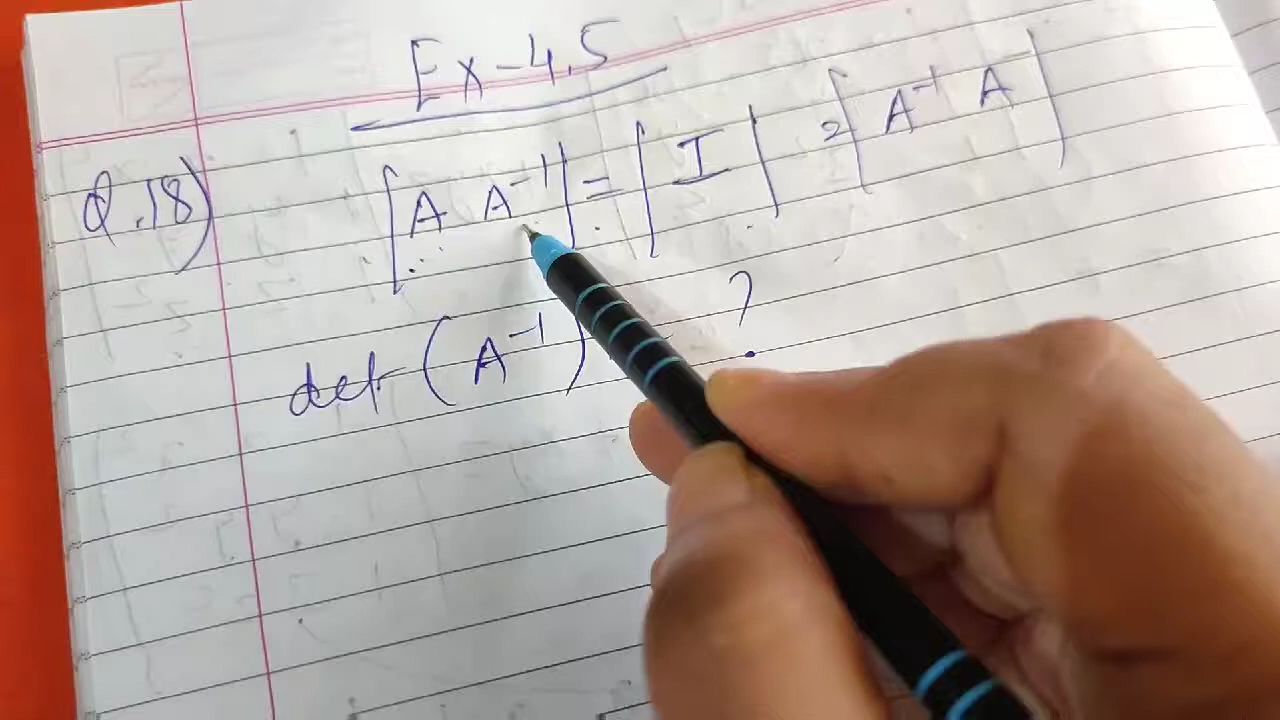 Ex-4.5
Q.18) |A A⁻¹| = |I| = |A⁻¹ A|
det (A⁻¹) = ?